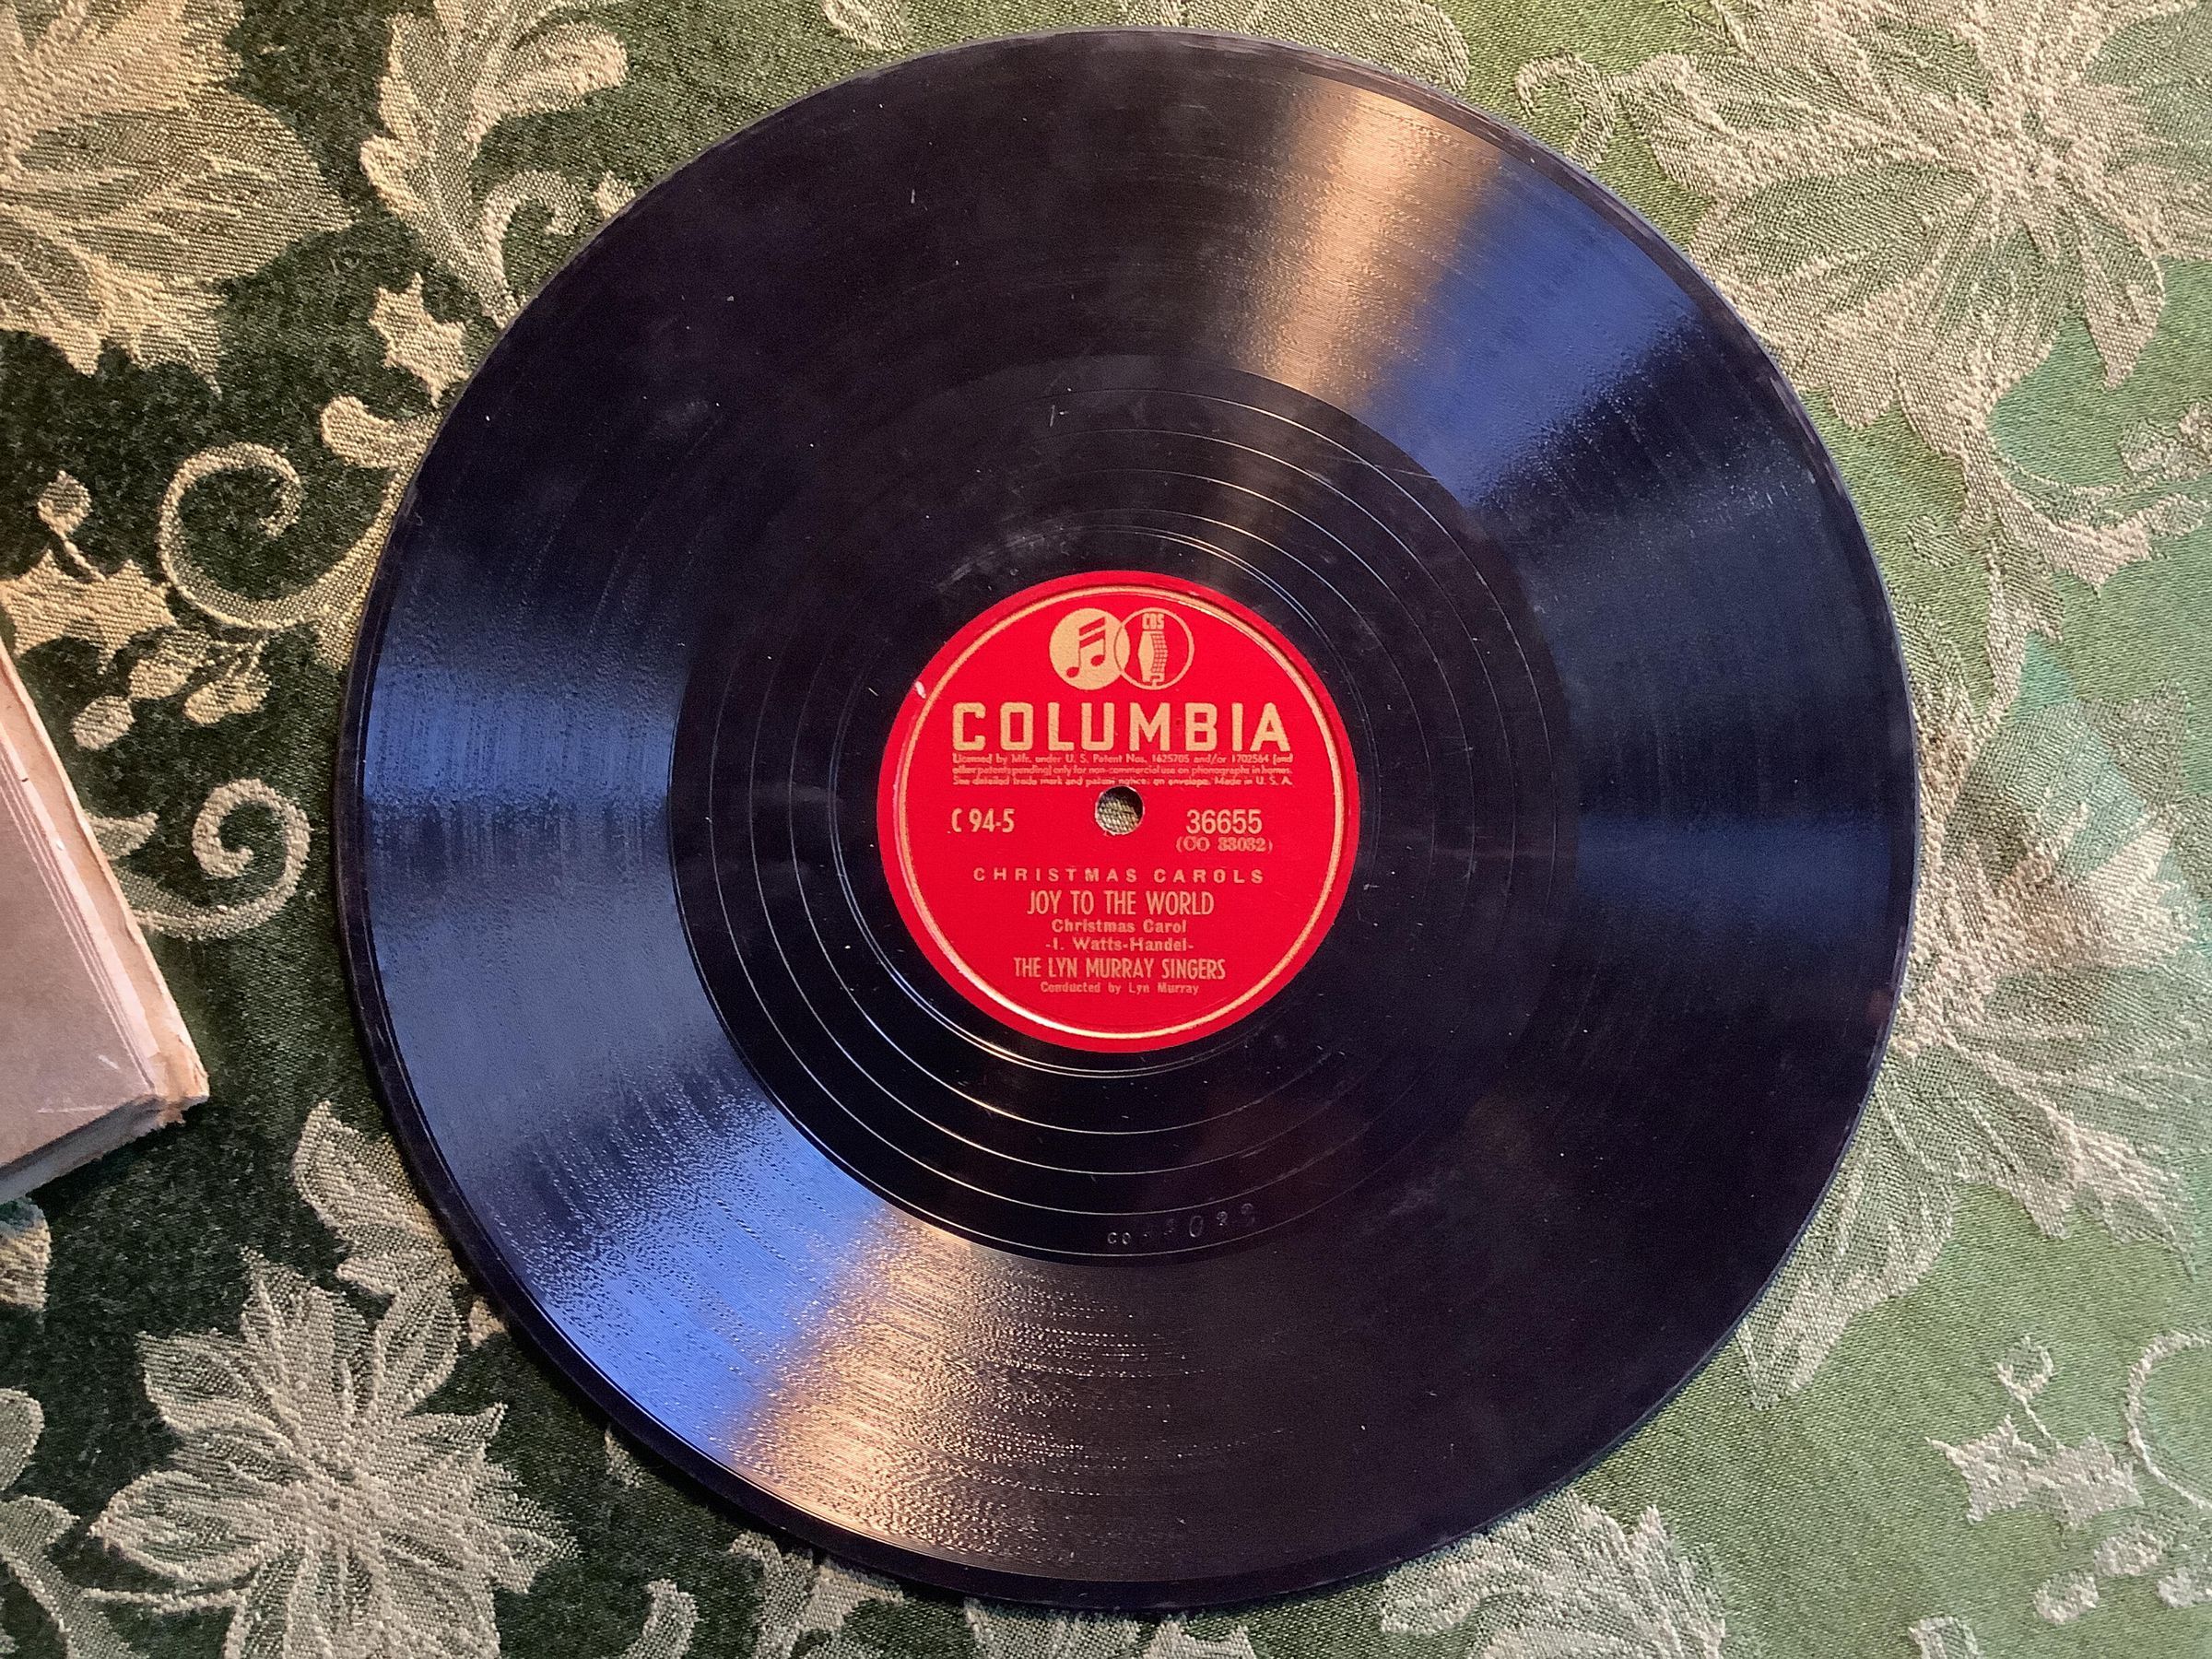 CBS
COLUMBIA
Licensed by Mfr. under U. S. Patent Nos. 1625705 and/or 1702564 (and
other patents pending) only for non-commercial use on phonographs in homes.
See detailed trade mark and patent notice; on envelope. Made in U. S. A.
C 94-5 36655
(CO 33032)
CHRISTMAS CAROLS
JOY TO THE WORLD
Christmas Carol
-I. Watts-Handel-
THE LYN MURRAY SINGERS
Conducted by Lyn Murray
CO